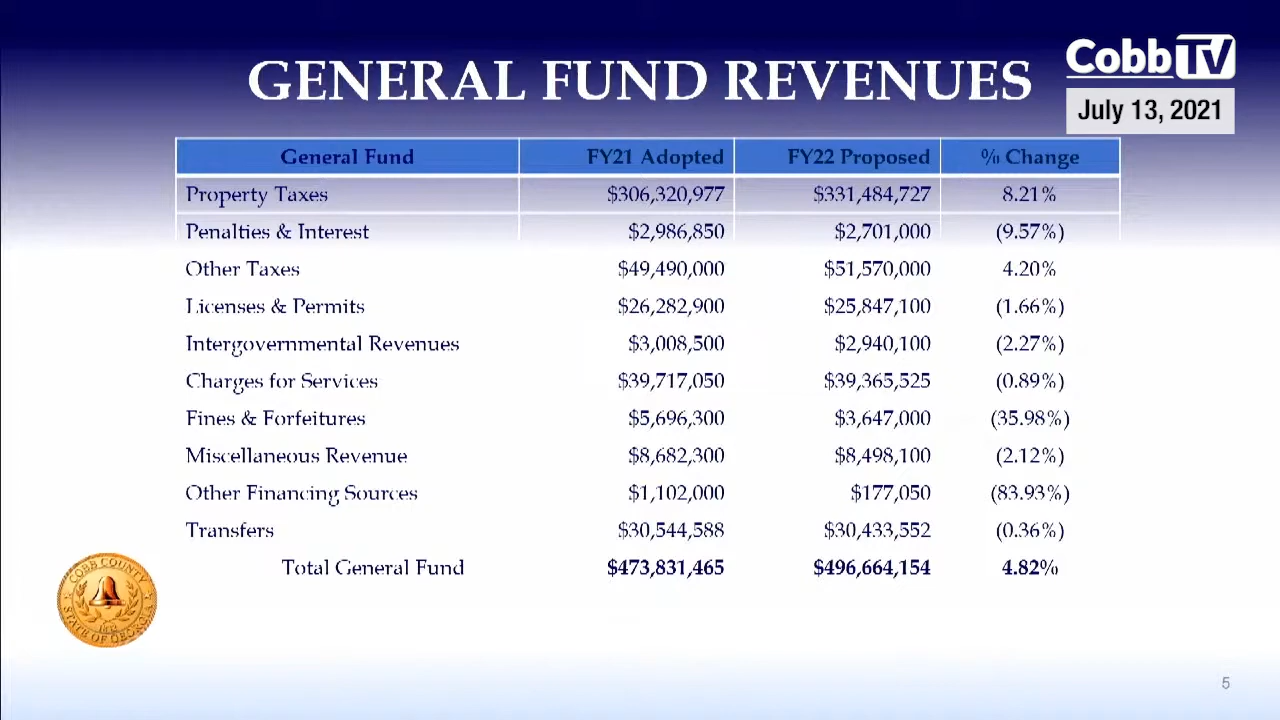 GENERAL FUND REVENUES
CobbTV
July 13, 2021
General Fund FY21 Adopted FY22 Proposed % Change
Property Taxes $306,320,977 $331,484,727 8.21%
Penalties & Interest $2,986,850 $2,701,000 (9.57%)
Other Taxes $49,490,000 $51,570,000 4.20%
Licenses & Permits $26,282,900 $25,847,100 (1.66%)
Intergovernmental Revenues $3,008,500 $2,940,100 (2.27%)
Charges for Services $39,717,050 $39,365,525 (0.89%)
Fines & Forfeitures $5,696,300 $3,647,000 (35.98%)
Miscellaneous Revenue $8,682,300 $8,498,100 (2.12%)
Other Financing Sources $1,102,000 $177,050 (83.93%)
Transfers $30,544,588 $30,433,552 (0.36%)
Total General Fund $473,831,465 $496,664,154 4.82%
COBB COUNTY
STATE OF GEORGIA
5